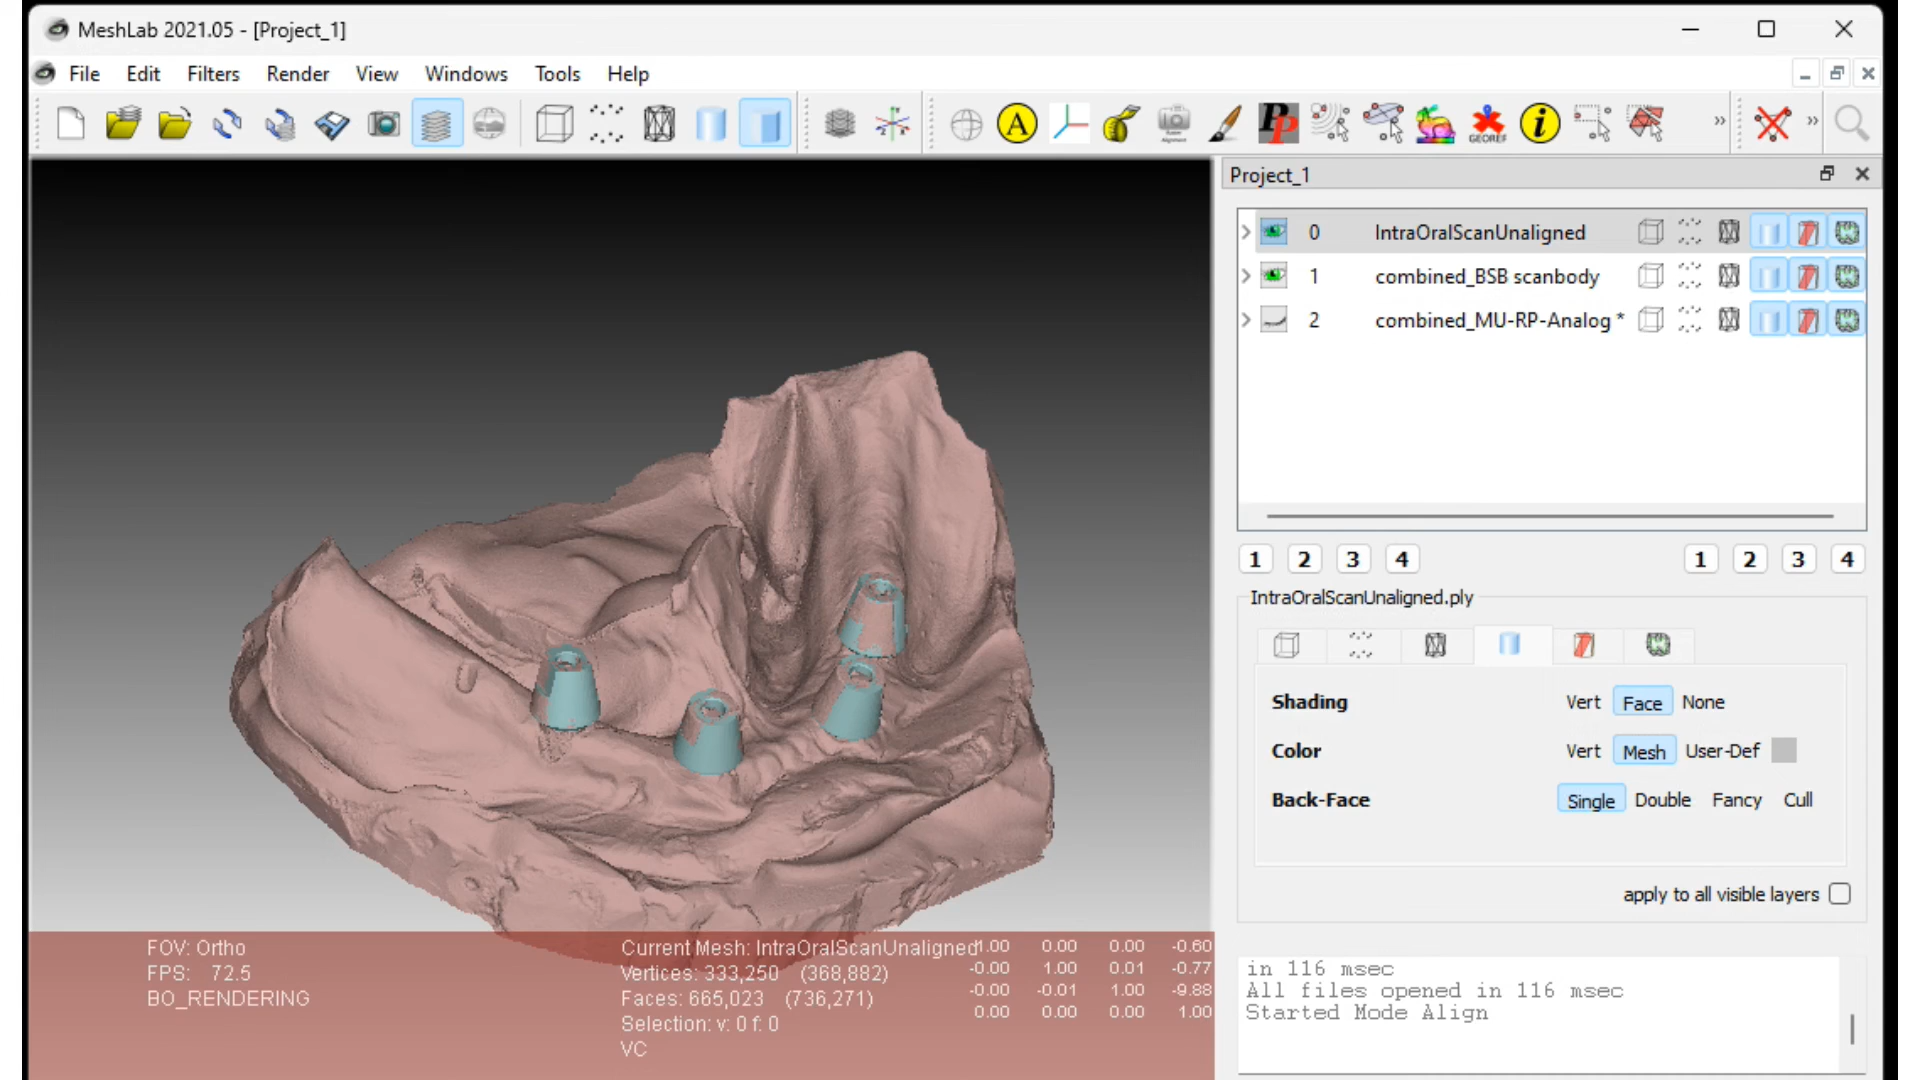 MeshLab 2021.05 - [Project_1]
File Edit Filters Render View Windows Tools Help
A
Pp
GEOREF
i
»
»
Project_1
0 IntraOralScanUnaligned
1 combined_BSB scanbody
2 combined_MU-RP-Analog *
1 2 3 4 1 2 3 4
IntraOralScanUnaligned.ply
Shading Vert Face None
Color Vert Mesh User-Def
Back-Face Single Double Fancy Cull
apply to all visible layers
FOV: Ortho
FPS: 72.5
BO_RENDERING
Current Mesh: IntraOralScanUnaligned
Vertices: 333,250 (368,882)
Faces: 665,023 (736,271)
Selection: v: 0 f: 0
VC
1.00 0.00 0.00 -0.60
-0.00 1.00 0.01 -0.77
-0.00 -0.01 1.00 -9.88
0.00 0.00 0.00 1.00
in 116 msec
All files opened in 116 msec
Started Mode Align